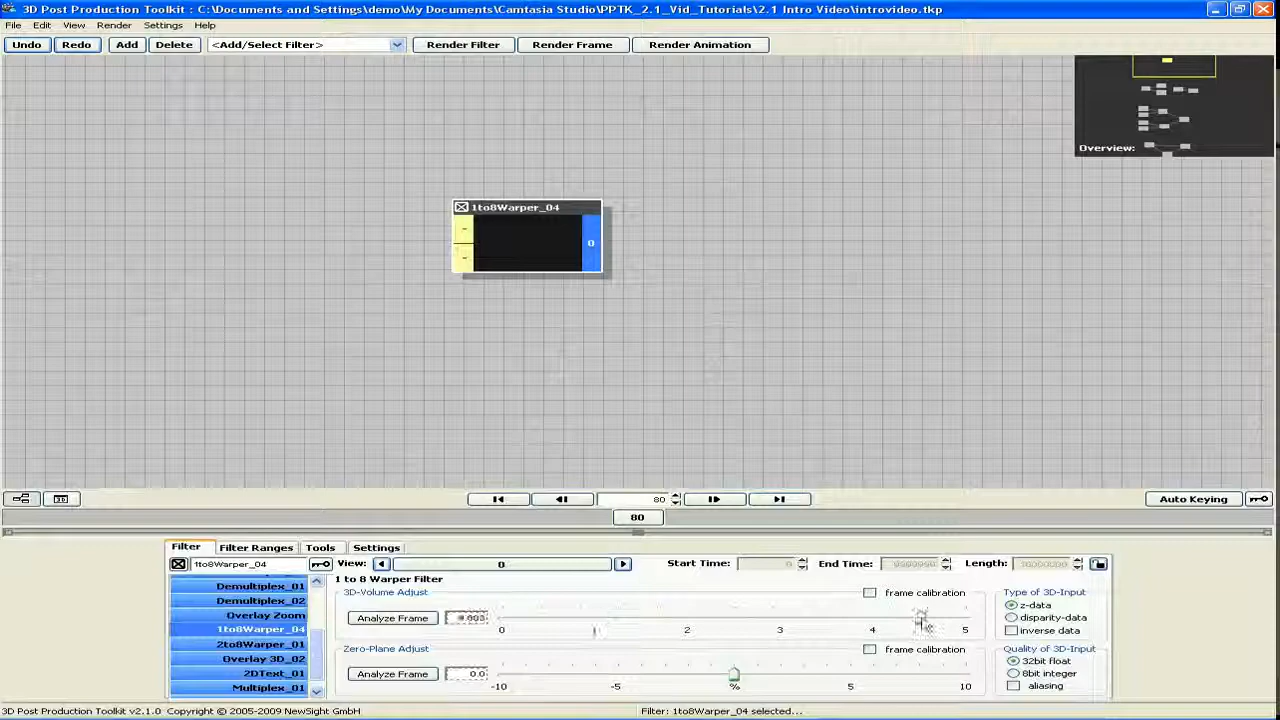 3D Post Production Toolkit : C:\Documents and Settings\demo\My Documents\Camtasia Studio\PPTK_2.1_Vid_Tutorials\2.1 Intro Video\introvideo.tkp
File Edit View Render Settings Help
Undo Redo Add Delete <Add/Select Filter> Render Filter Render Frame Render Animation
Overview:
1to8Warper_04
-
0
-
80 Auto Keying
80
Filter Filter Ranges Tools Settings
1to8Warper_04 View: 0 Start Time: 0 End Time: Length:
Demultiplex_01
Demultiplex_02
Overlay Zoom
1to8Warper_04
2to8Warper_01
Overlay 3D_02
2DText_01
Multiplex_01
1 to 8 Warper Filter
3D-Volume Adjust frame calibration
Analyze Frame
0 1 2 3 4 5
Zero-Plane Adjust frame calibration
Analyze Frame 0.0
-10 -5 % 5 10
Type of 3D-Input
z-data
disparity-data
inverse data
Quality of 3D-Input
32bit float
8bit integer
aliasing
3D Post Production Toolkit v2.1.0 Copyright © 2005-2009 NewSight GmbH Filter: 1to8Warper_04 selected...